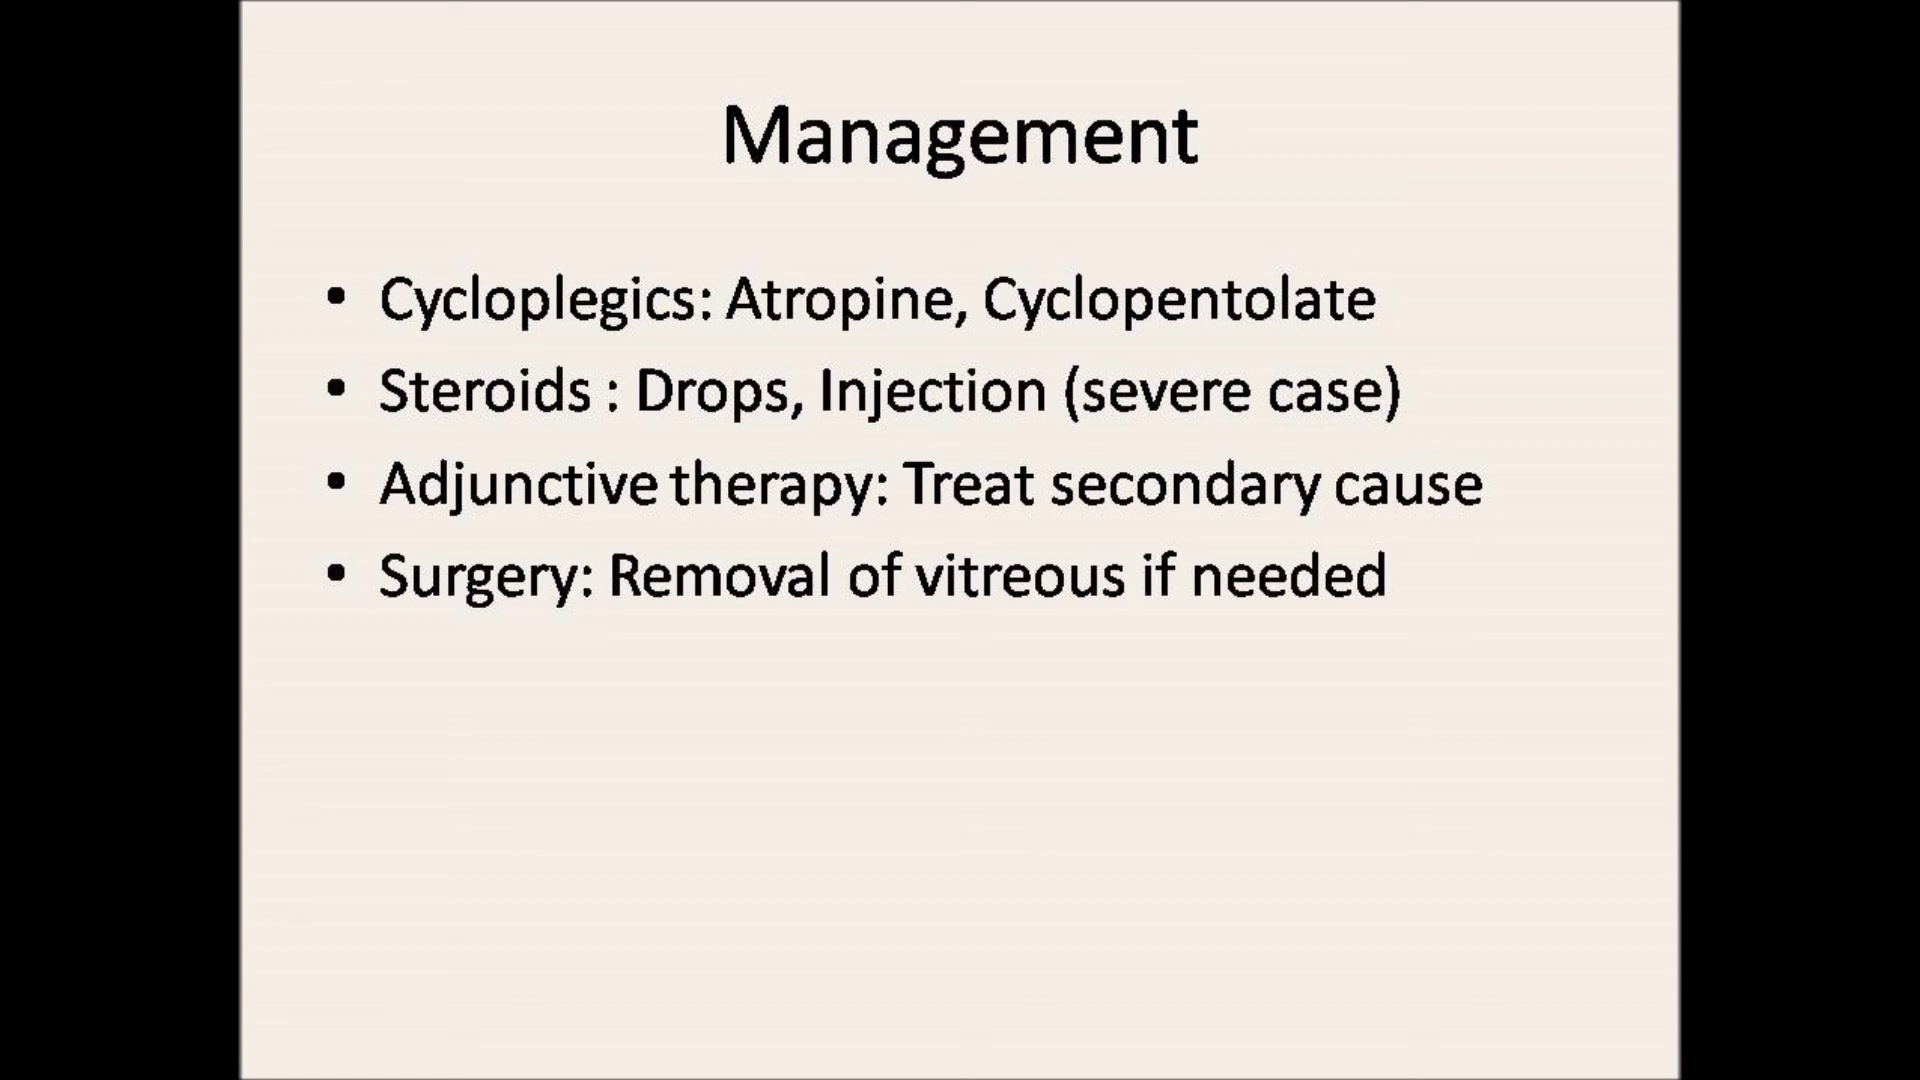 Management
• Cycloplegics: Atropine, Cyclopentolate
• Steroids : Drops, Injection (severe case)
• Adjunctive therapy: Treat secondary cause
• Surgery: Removal of vitreous if needed